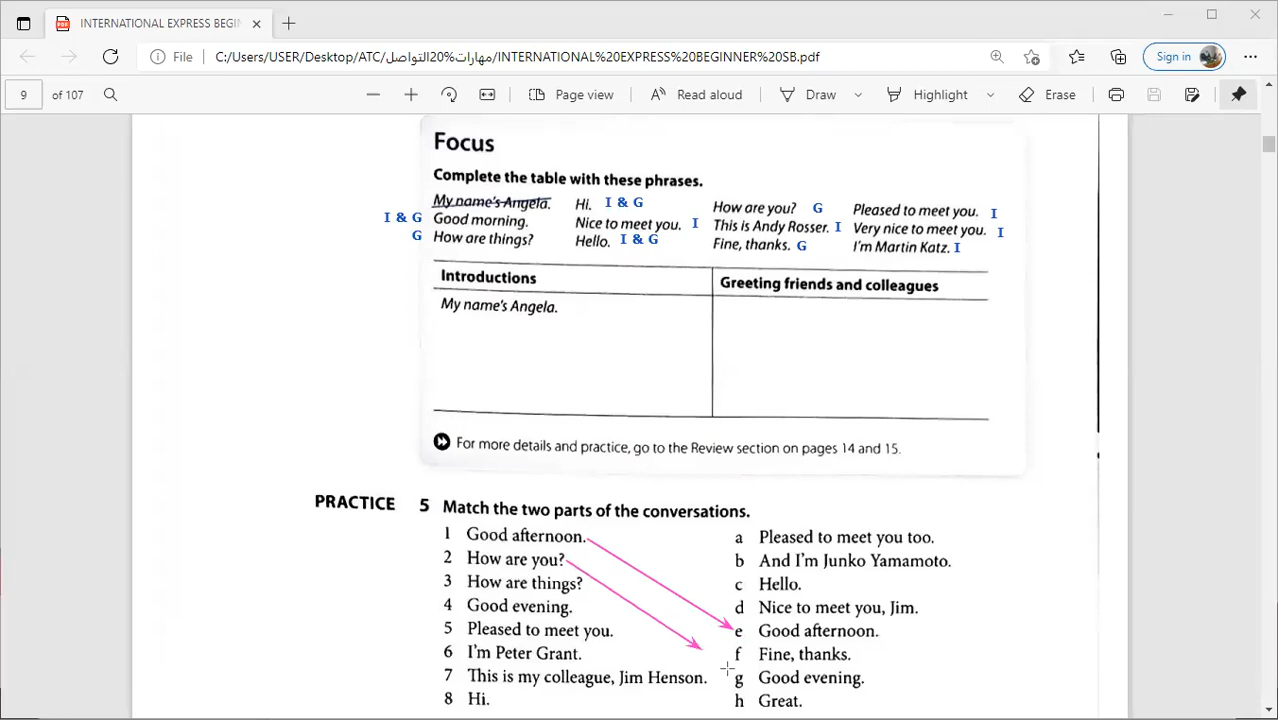 INTERNATIONAL EXPRESS BEGI
File C:/Users/USER/Desktop/ATC/مهارات%20التواصل/INTERNATIONAL%20EXPRESS%20BEGINNER%20SB.pdf Sign in
9 of 107 Page view Read aloud Draw Highlight Erase
Focus
Complete the table with these phrases.
My name's Angela. Hi. I & G How are you? G Pleased to meet you. I
I & G Good morning. Nice to meet you. I This is Andy Rosser. I Very nice to meet you. I
G How are things? Hello. I & G Fine, thanks. G I'm Martin Katz. I
Introductions Greeting friends and colleagues
My name's Angela.
For more details and practice, go to the Review section on pages 14 and 15.
PRACTICE 5 Match the two parts of the conversations.
1 Good afternoon. a Pleased to meet you too.
2 How are you? b And I'm Junko Yamamoto.
3 How are things? c Hello.
4 Good evening. d Nice to meet you, Jim.
5 Pleased to meet you. e Good afternoon.
6 I'm Peter Grant. f Fine, thanks.
7 This is my colleague, Jim Henson. g Good evening.
8 Hi. h Great.